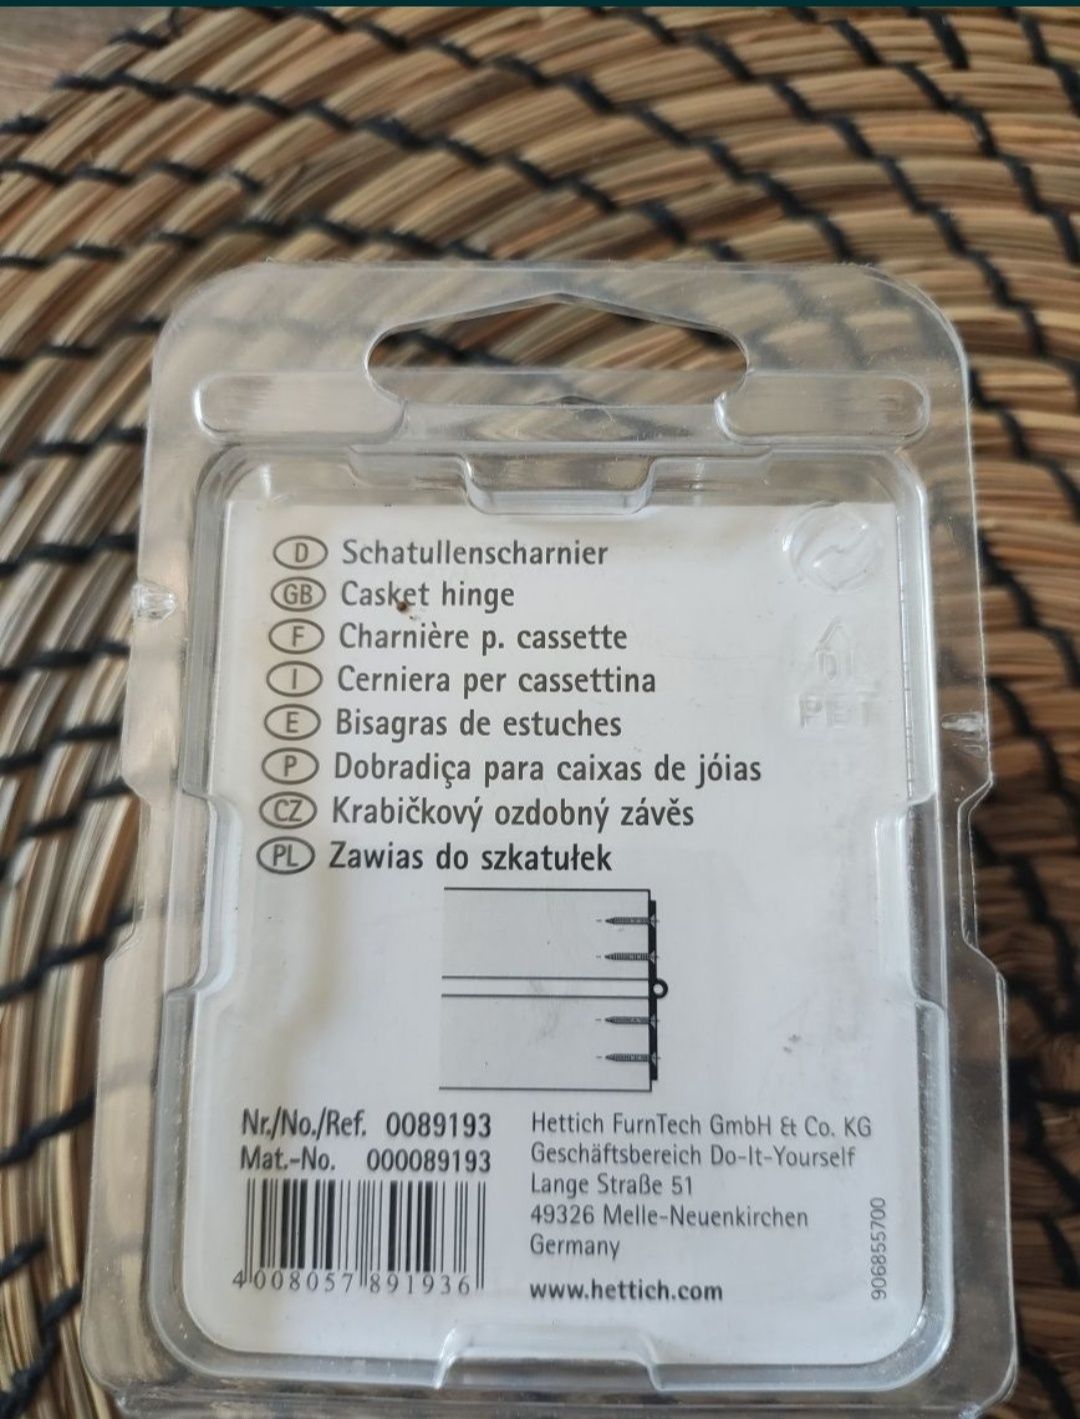 D Schatullenscharnier
GB Casket hinge
F Charnière p. cassette
I Cerniera per cassettina
E Bisagras de estuches
P Dobradiça para caixas de jóias
CZ Krabičkový ozdobný závěs
PL Zawias do szkatułek
01
PET
Nr./No./Ref. 0089193
Mat.-No. 000089193
4 008057 891936
Hettich FurnTech GmbH & Co. KG
Geschäftsbereich Do-It-Yourself
Lange Straße 51
49326 Melle-Neuenkirchen
Germany
www.hettich.com
906855700